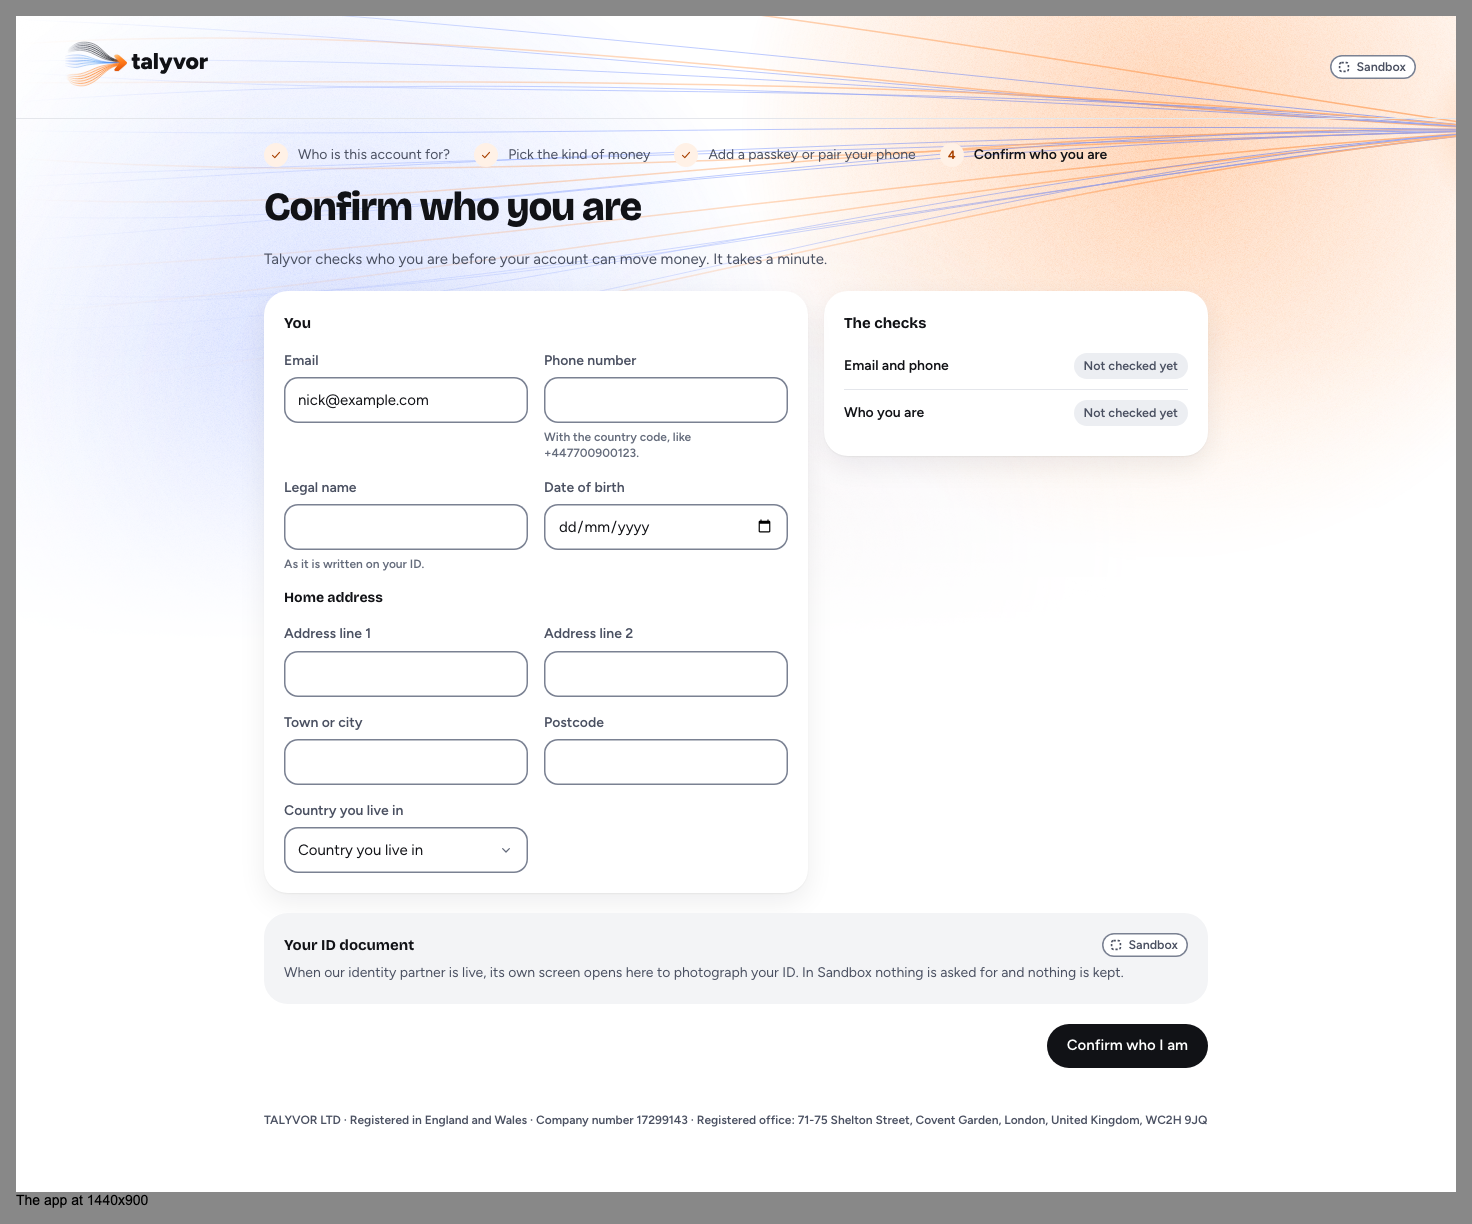 talyvor
Sandbox
Who is this account for?
Pick the kind of money
Add a passkey or pair your phone
4
Confirm who you are
Confirm who you are
Talyvor checks who you are before your account can move money. It takes a minute.
You
Email
Phone number
nick@example.com
With the country code, like
+447700900123.
Legal name
Date of birth
dd/mm/yyyy
As it is written on your ID.
Home address
Address line 1
Address line 2
Town or city
Postcode
Country you live in
Country you live in
The checks
Email and phone
Not checked yet
Who you are
Not checked yet
Your ID document
Sandbox
When our identity partner is live, its own screen opens here to photograph your ID. In Sandbox nothing is asked for and nothing is kept.
Confirm who I am
TALYVOR LTD · Registered in England and Wales · Company number 17299143 · Registered office: 71-75 Shelton Street, Covent Garden, London, United Kingdom, WC2H 9JQ
The app at 1440x900